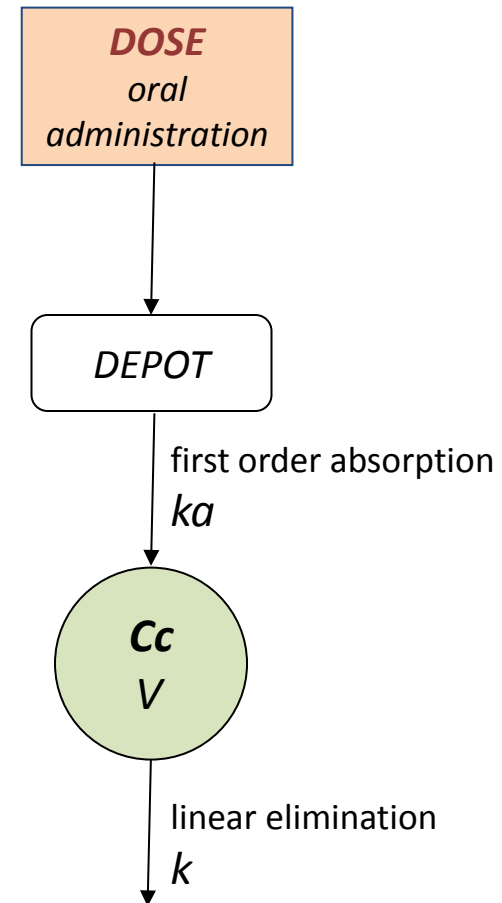 DOSE
oral
administration
DEPOT
first order absorption
ka
Cc
V
linear elimination
k